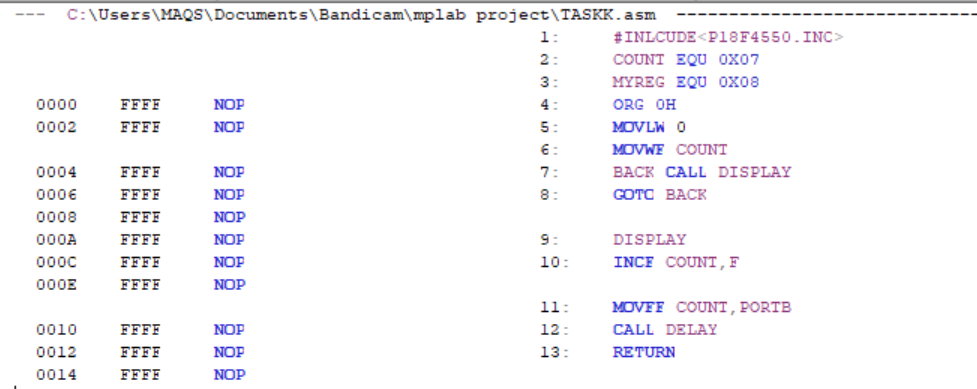 --- C:\Users\MAQS\Documents\Bandicam\mplab project\TASKK.asm ----------------------------
1: #INLCUDE<P18F4550.INC>
2: COUNT EQU 0X07
3: MYREG EQU 0X08
0000 FFFF NOP 4: ORG 0H
0002 FFFF NOP 5: MOVLW 0
6: MOVWF COUNT
0004 FFFF NOP 7: BACK CALL DISPLAY
0006 FFFF NOP 8: GOTO BACK
0008 FFFF NOP
000A FFFF NOP 9: DISPLAY
000C FFFF NOP 10: INCF COUNT,F
000E FFFF NOP
11: MOVFF COUNT,PORTB
0010 FFFF NOP 12: CALL DELAY
0012 FFFF NOP 13: RETURN
0014 FFFF NOP